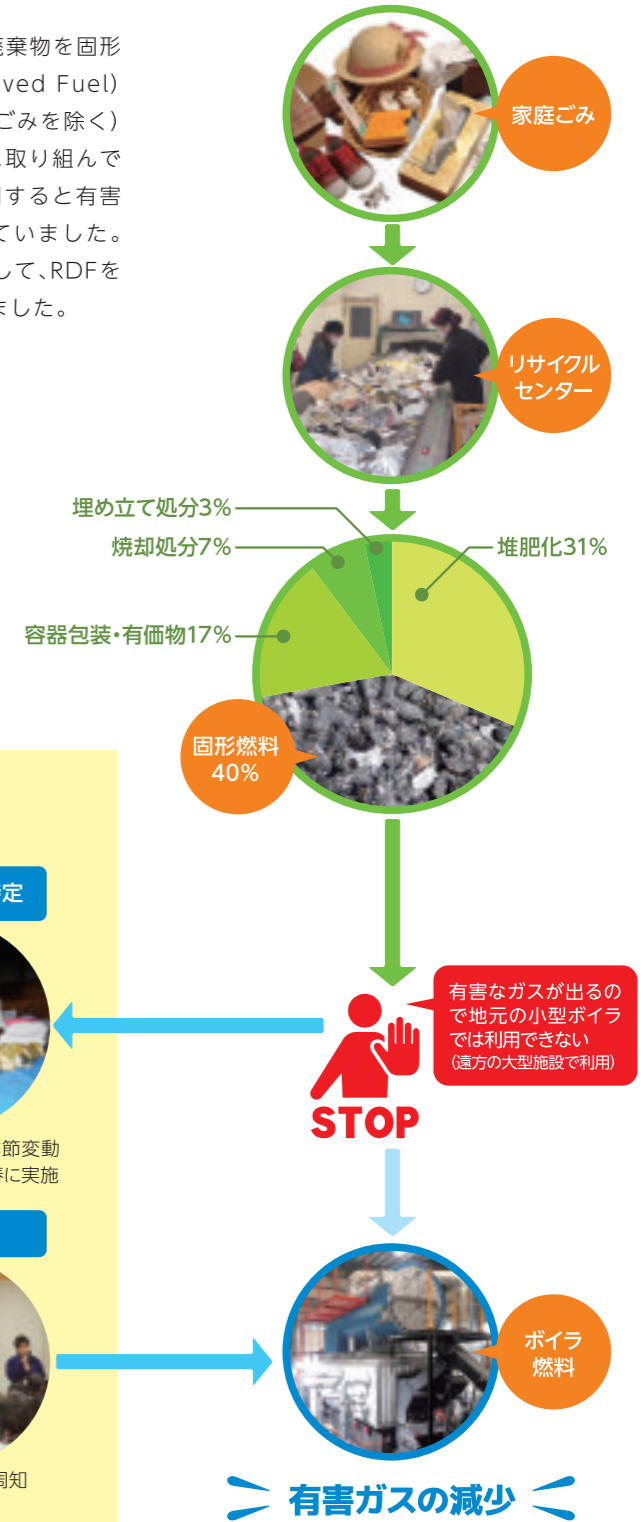 廃棄物を固形
ved Fuel）
ごみを除く）
取り組んで
すると有害
ていました。
して、RDFを
ました。
家庭ごみ
リサイクル
センター
埋め立て処分3%
焼却処分7%
堆肥化31%
容器包装・有価物17%
固形燃料
40%
定
有害なガスが出るの
で地元の小型ボイラ
では利用できない
（遠方の大型施設で利用）
STOP
節変動
に実施
ボイラ
燃料
周知
有害ガスの減少